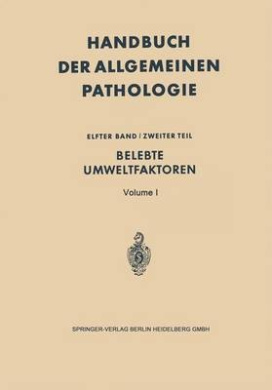 HANDBUCH
DER ALLGEMEINEN
PATHOLOGIE
ELFTER BAND / ZWEITER TEIL
BELEBTE
UMWELTFAKTOREN
Volume I
SPRINGER-VERLAG BERLIN HEIDELBERG GMBH